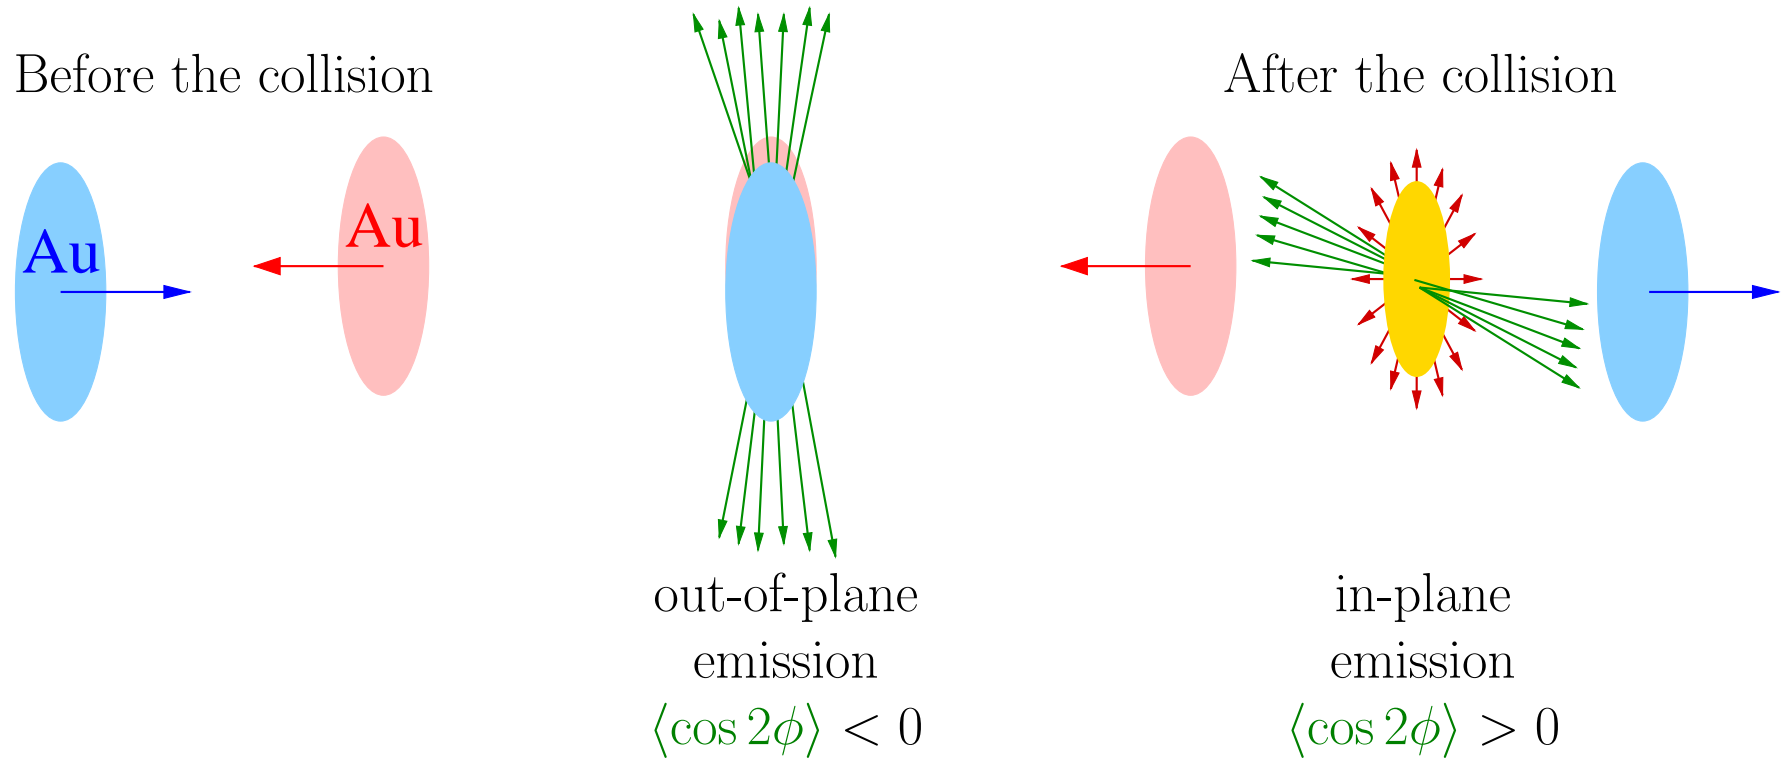 Before the collision
Au
Au
out-of-plane
emission
⟨cos 2ϕ⟩ < 0
After the collision
in-plane
emission
⟨cos 2ϕ⟩ > 0